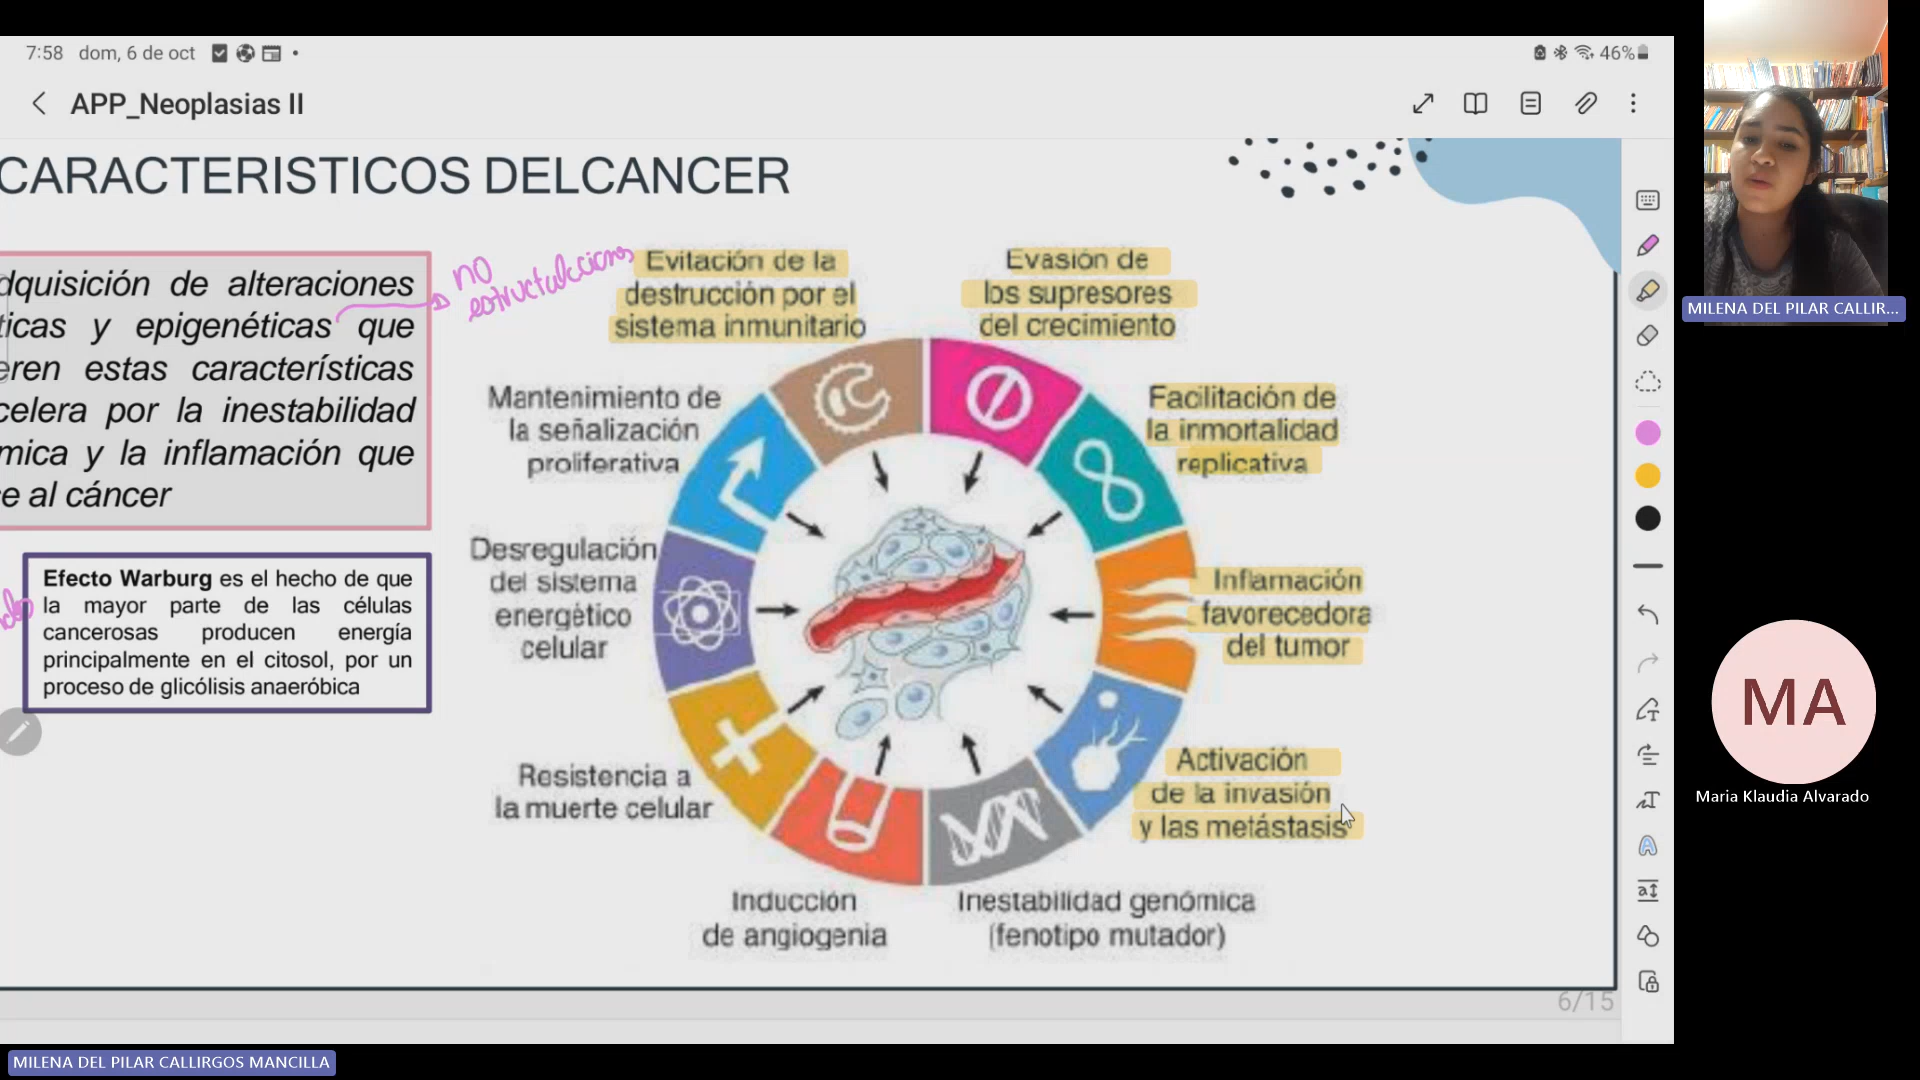 7:58 dom, 6 de oct
46%
APP_Neoplasias II
CARACTERISTICOS DELCANCER
dquisición de alteraciones
ticas y epigenéticas que
eren estas características
celera por la inestabilidad
mica y la inflamación que
e al cáncer
no
Efecto Warburg es el hecho de que
la mayor parte de las células
cancerosas producen energía
principalmente en el citosol, por un
proceso de glicólisis anaeróbica
Evitación de la
destrucción por el
sistema inmunitario
Evasión de
los supresores
del crecimiento
Mantenimiento de
la señalización
proliferativa
Facilitación de
la inmortalidad
replicativa
Desregulación
del sistema
energético
celular
Inflamación
favorecedora
del tumor
Resistencia a
la muerte celular
Activación
de la invasión
y las metástasis
Inducción
de angiogenia
Inestabilidad genómica
(fenotipo mutador)
6/15
MILENA DEL PILAR CALLIR...
MA
Maria Klaudia Alvarado
MILENA DEL PILAR CALLIRGOS MANCILLA